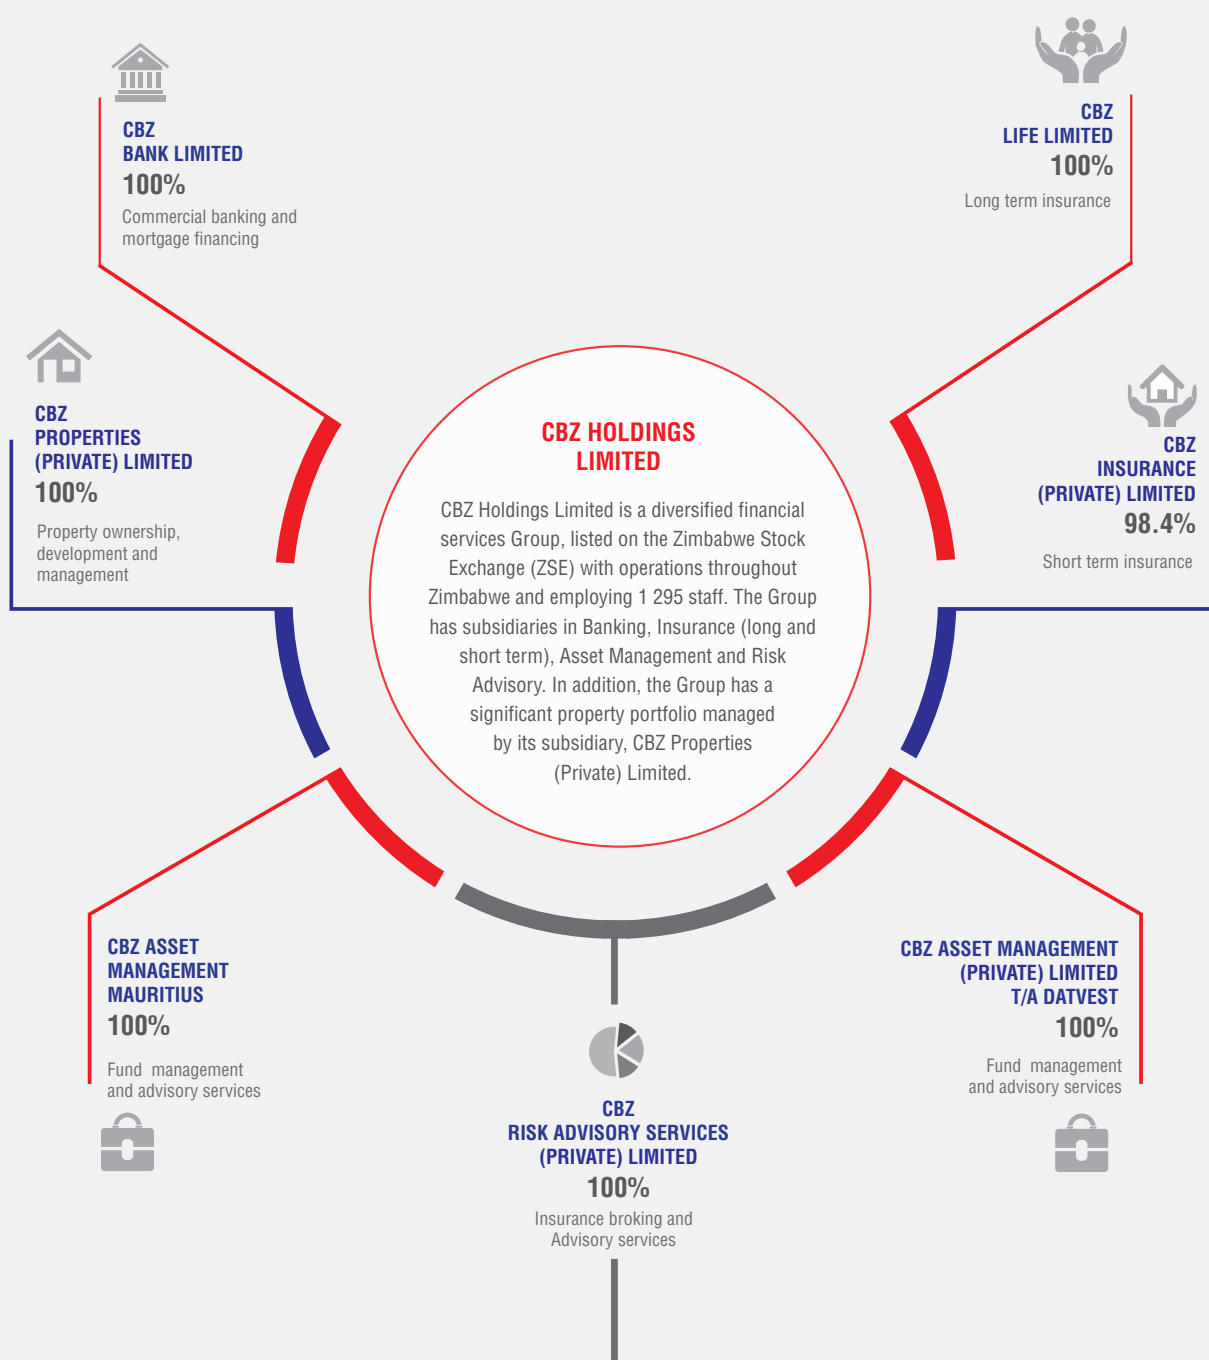 CBZ
BANK LIMITED
100%
Commercial banking and
mortgage financing
CBZ
LIFE LIMITED
100%
Long term insurance
CBZ
PROPERTIES
(PRIVATE) LIMITED
100%
Property ownership,
development and
management
CBZ HOLDINGS
LIMITED
CBZ Holdings Limited is a diversified financial
services Group, listed on the Zimbabwe Stock
Exchange (ZSE) with operations throughout
Zimbabwe and employing 1 295 staff. The Group
has subsidiaries in Banking, Insurance (long and
short term), Asset Management and Risk
Advisory. In addition, the Group has a
significant property portfolio managed
by its subsidiary, CBZ Properties
(Private) Limited.
CBZ
INSURANCE
(PRIVATE) LIMITED
98.4%
Short term insurance
CBZ ASSET
MANAGEMENT
MAURITIUS
100%
Fund management
and advisory services
CBZ
RISK ADVISORY SERVICES
(PRIVATE) LIMITED
100%
Insurance broking and
Advisory services
CBZ ASSET MANAGEMENT
(PRIVATE) LIMITED
T/A DATVEST
100%
Fund management
and advisory services